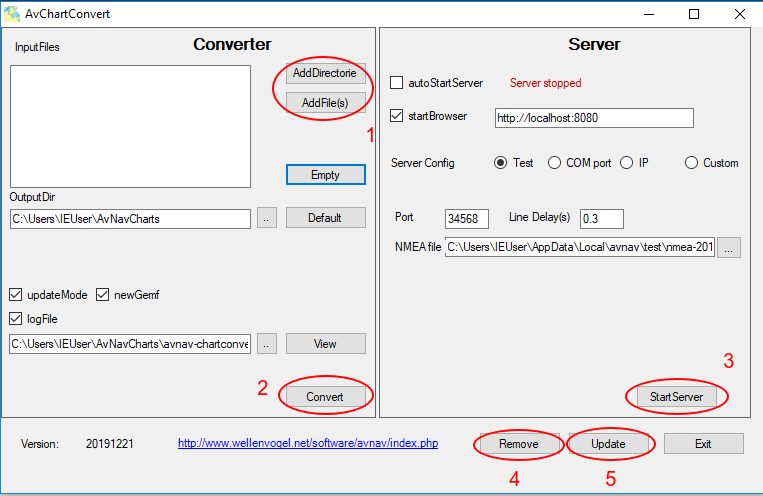 AvChartConvert
Converter
InputFiles
AddDirectorie
AddFile(s)
1
Empty
OutputDir
C:\Users\IEUser\AvNavCharts
..
Default
updateMode
newGemf
logFile
C:\Users\IEUser\AvNavCharts\avnav-chartconve
..
View
2
Convert
Server
autoStartServer
Server stopped
startBrowser
http://localhost:8080
Server Config
Test
COM port
IP
Custom
Port
34568
Line Delay(s)
0.3
NMEA file
C:\Users\IEUser\AppData\Local\avnav\test\nmea-201
...
3
StartServer
Version:
20191221
http://www.wellenvogel.net/software/avnav/index.php
Remove
Update
Exit
4
5